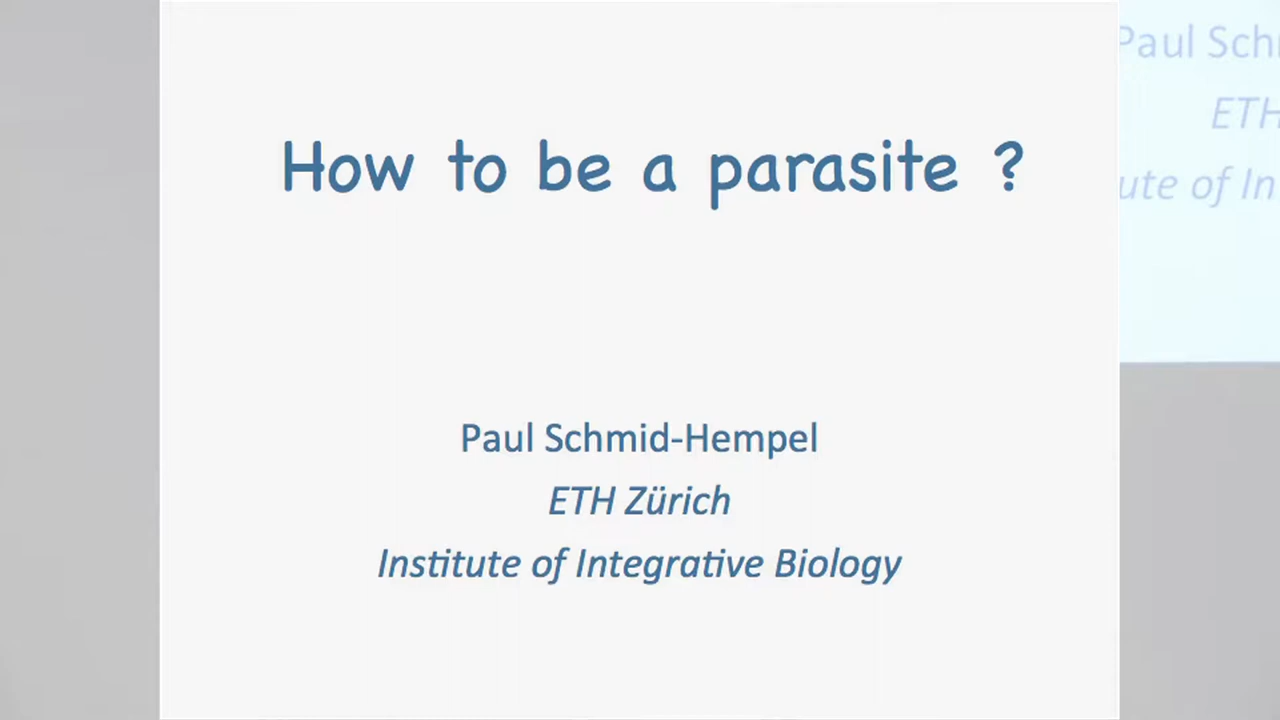 How to be a parasite ?
Paul Schmid-Hempel
ETH Zürich
Institute of Integrative Biology
Paul Sch
ETH
ute of In